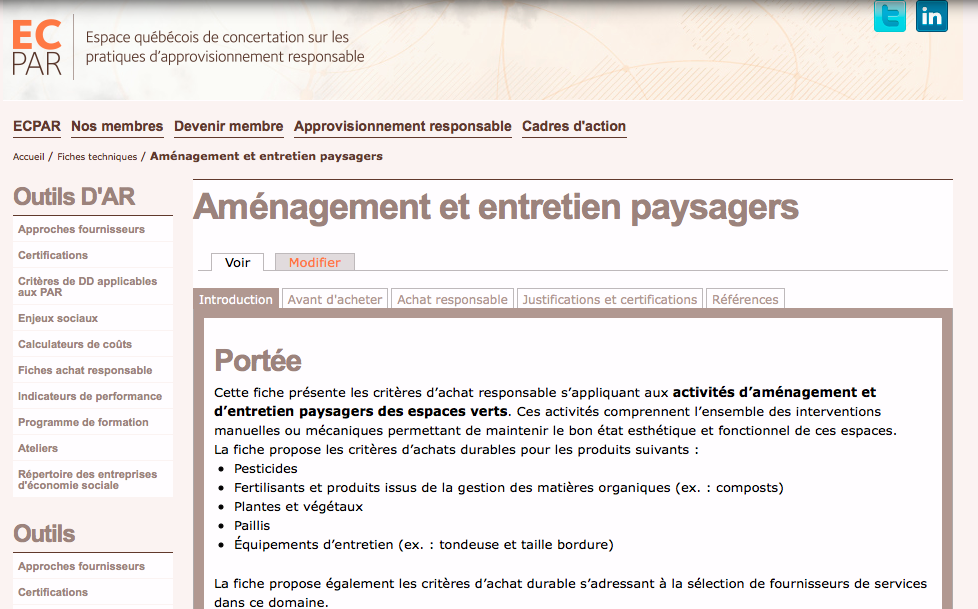 EC
PAR
Espace québécois de concertation sur les
pratiques d'approvisionnement responsable
t
in
ECPAR Nos membres Devenir membre Approvisionnement responsable Cadres d'action
Accueil / Fiches techniques / Aménagement et entretien paysagers
Outils D'AR
Approches fournisseurs
Certifications
Critères de DD applicables
aux PAR
Enjeux sociaux
Calculateurs de coûts
Fiches achat responsable
Indicateurs de performance
Programme de formation
Ateliers
Répertoire des entreprises
d'économie sociale
Outils
Approches fournisseurs
Certifications
Aménagement et entretien paysagers
Voir Modifier
Introduction Avant d'acheter Achat responsable Justifications et certifications Références
Portée
Cette fiche présente les critères d’achat responsable s’appliquant aux activités d’aménagement et
d’entretien paysagers des espaces verts. Ces activités comprennent l’ensemble des interventions
manuelles ou mécaniques permettant de maintenir le bon état esthétique et fonctionnel de ces espaces.
La fiche propose les critères d’achats durables pour les produits suivants :
• Pesticides
• Fertilisants et produits issus de la gestion des matières organiques (ex. : composts)
• Plantes et végétaux
• Paillis
• Équipements d’entretien (ex. : tondeuse et taille bordure)
La fiche propose également les critères d’achat durable s’adressant à la sélection de fournisseurs de services
dans ce domaine.